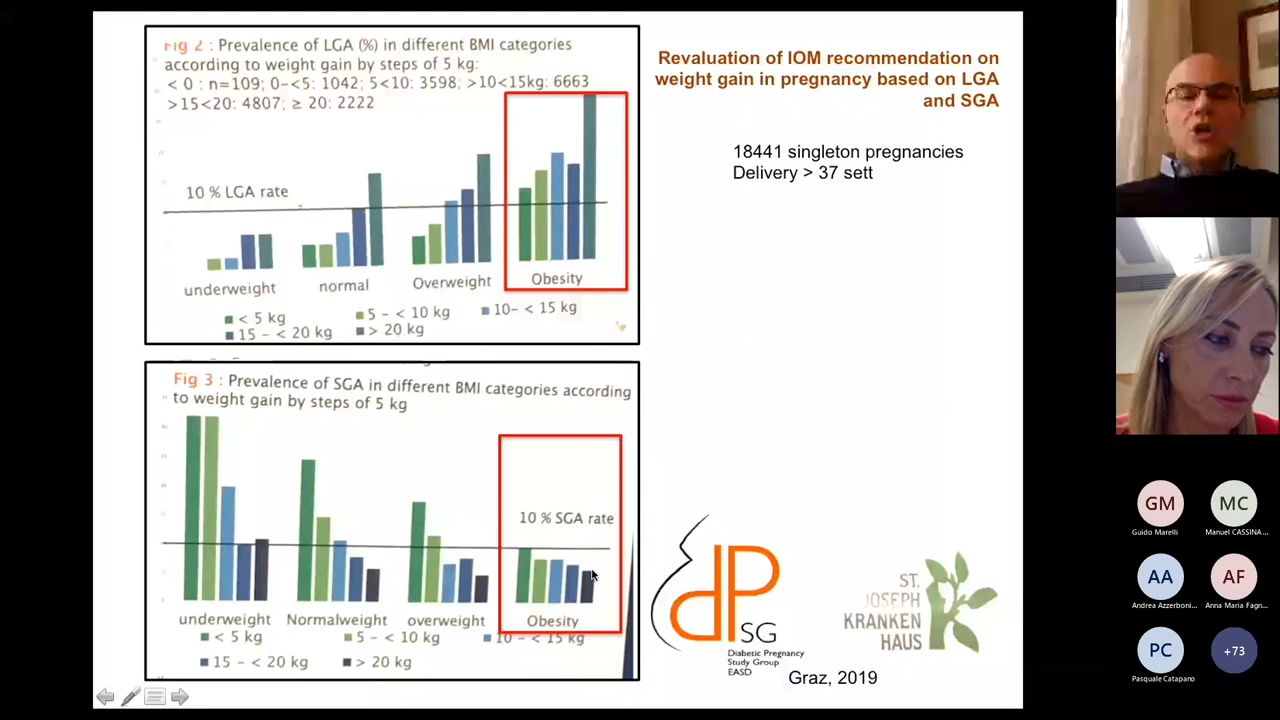 Fig 2 : Prevalence of LGA (%) in different BMI categories
according to weight gain by steps of 5 kg:
< 0 : n=109; 0-<5: 1042; 5<10: 3598; >10<15kg: 6663
>15<20: 4807; ≥ 20: 2222
10 % LGA rate
underweight
normal
Overweight
Obesity
< 5 kg
5 - < 10 kg
10- < 15 kg
15 - < 20 kg
> 20 kg
Fig 3 : Prevalence of SGA in different BMI categories according
to weight gain by steps of 5 kg
10 % SGA rate
underweight
Normalweight
overweight
Obesity
< 5 kg
5 - < 10 kg
10 - < 15 kg
15 - < 20 kg
> 20 kg
Revaluation of IOM recommendation on
weight gain in pregnancy based on LGA
and SGA
18441 singleton pregnancies
Delivery > 37 sett
dP
SG
Diabetic Pregnancy
Study Group
EASD
ST.
JOSEPH
KRANKEN
HAUS
Graz, 2019
GM
Guido Marelli
MC
Manuel CASSINA ...
AA
Andrea Azzerboni...
AF
Anna Maria Fagn...
PC
Pasquale Catapano
+73